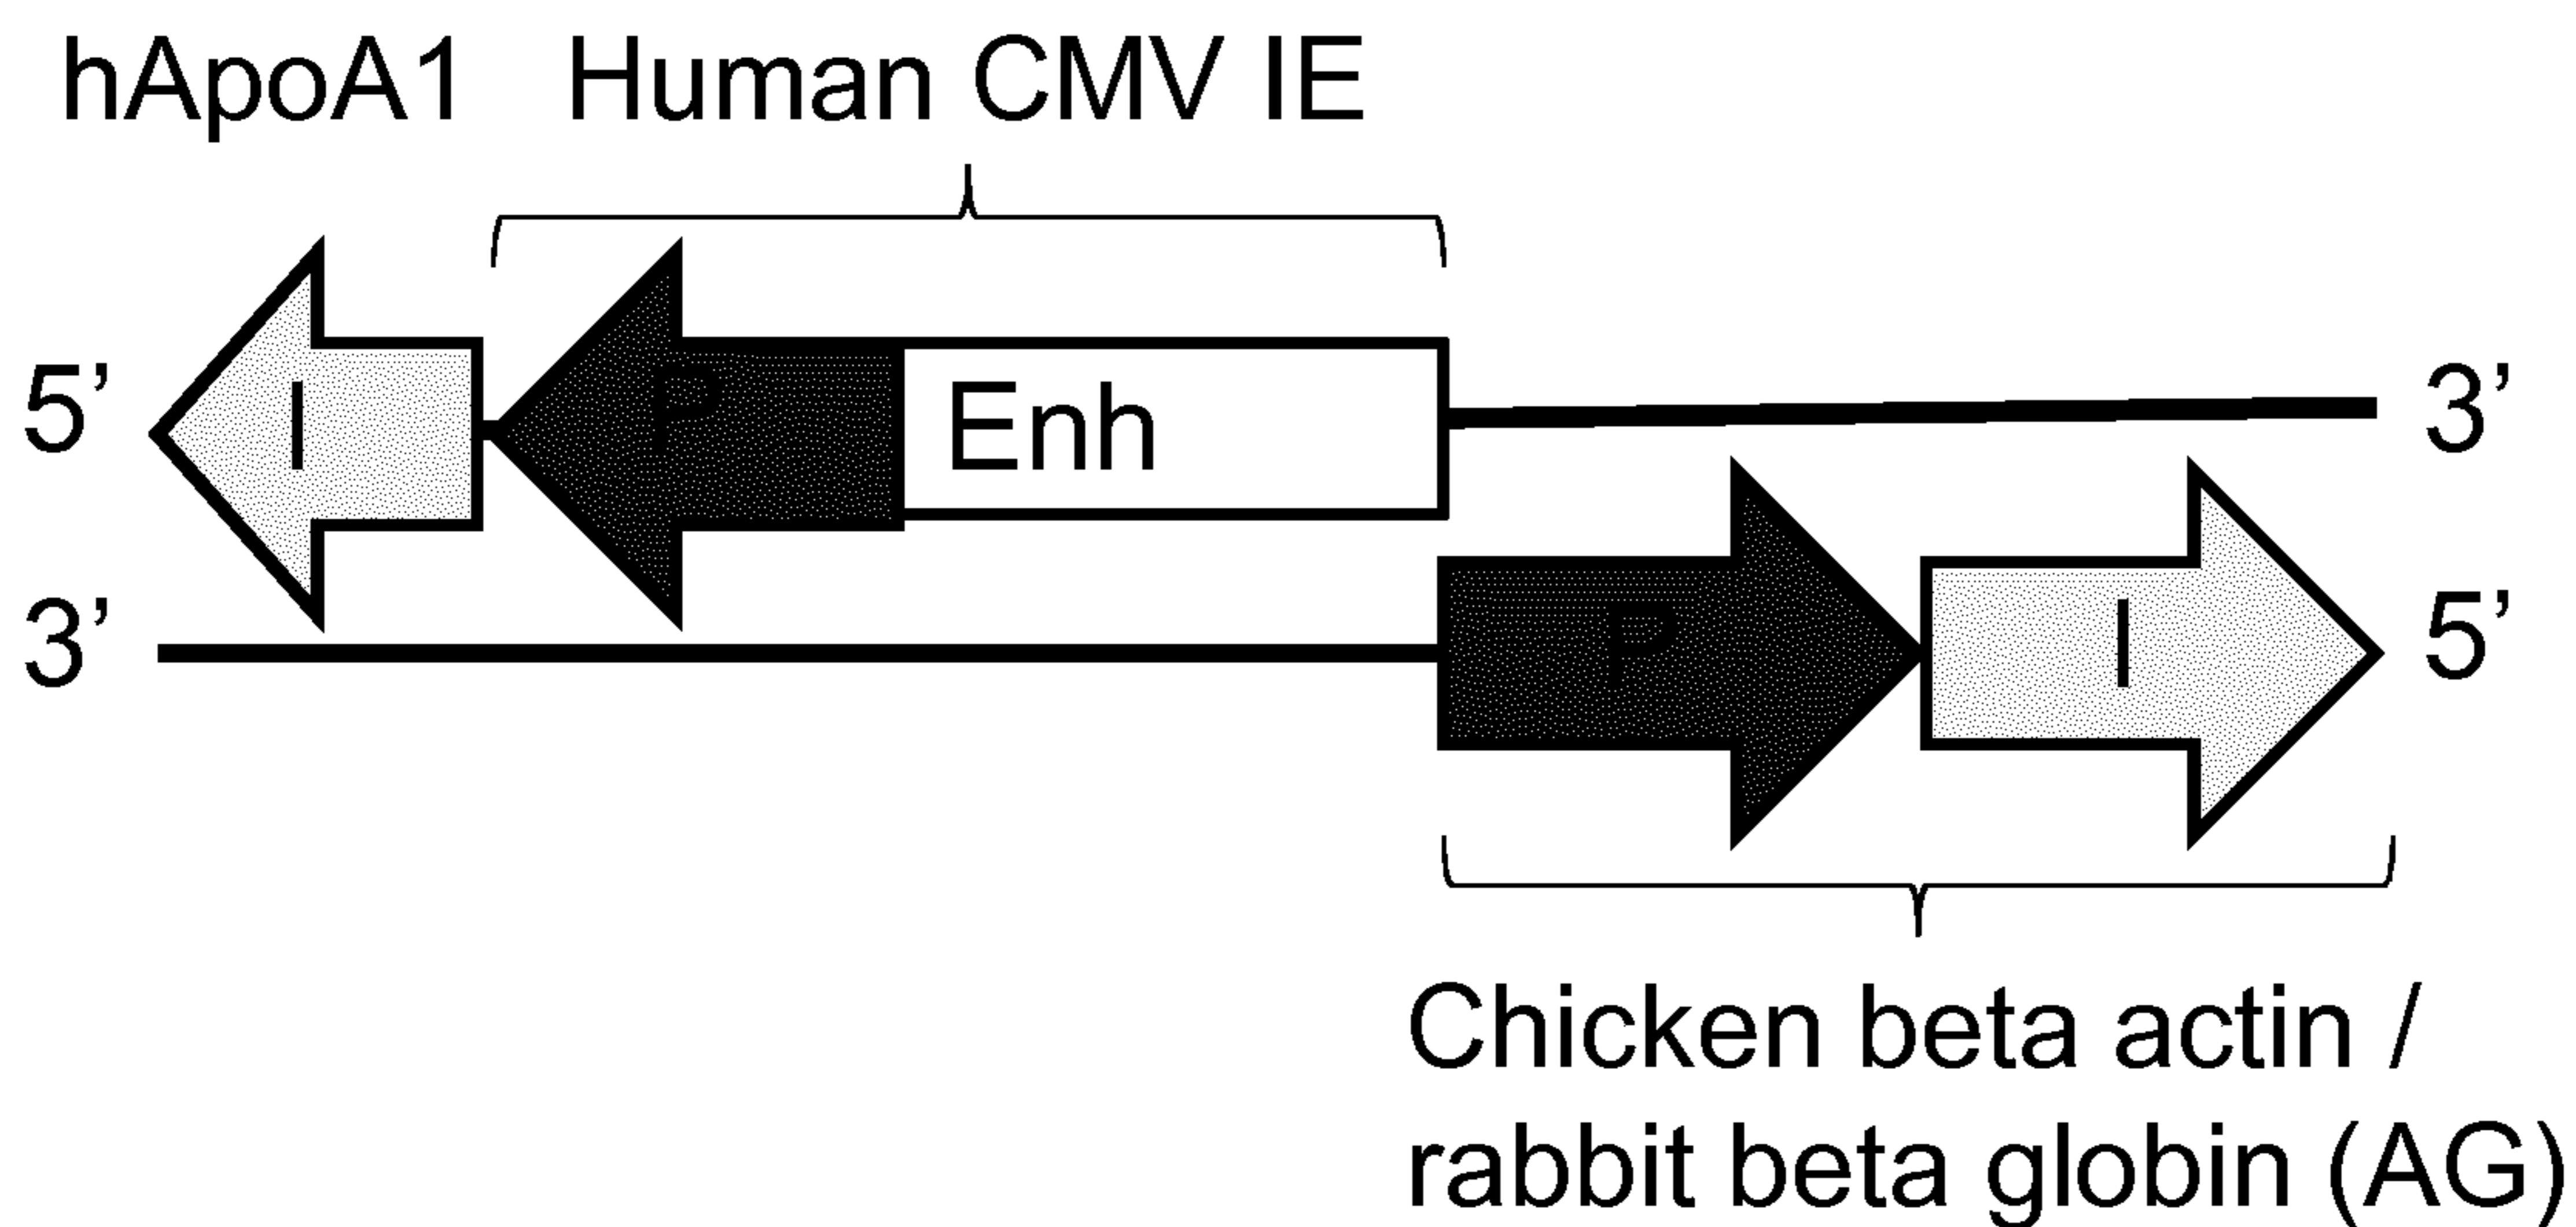 hApoA1 Human CMV IE
5’ I P Enh 3’
3’ P I 5’
Chicken beta actin /
rabbit beta globin (AG)